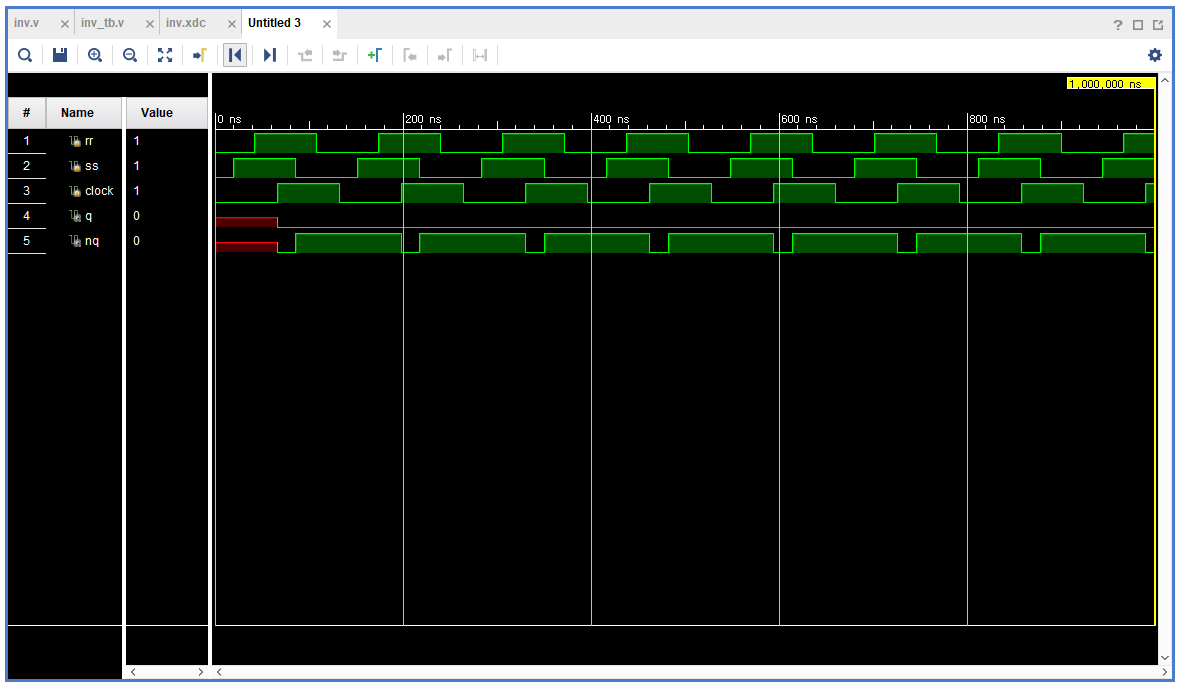 inv.v × inv_tb.v × inv.xdc × Untitled 3 × ?
1,000,000 ns
# Name Value
0 ns 200 ns 400 ns 600 ns 800 ns
1 rr 1
2 ss 1
3 clock 1
4 q 0
5 nq 0